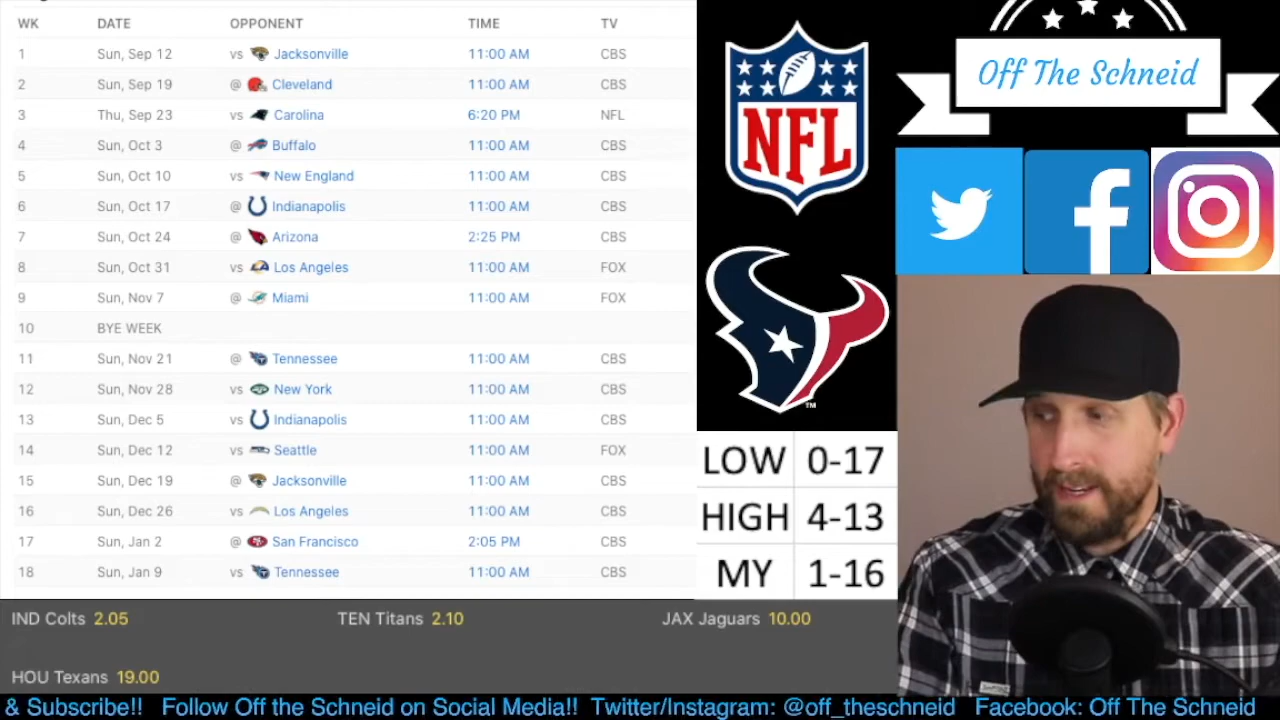 WK DATE OPPONENT TIME TV
1 Sun, Sep 12 vs Jacksonville 11:00 AM CBS
2 Sun, Sep 19 @ Cleveland 11:00 AM CBS
3 Thu, Sep 23 vs Carolina 6:20 PM NFL
4 Sun, Oct 3 @ Buffalo 11:00 AM CBS
5 Sun, Oct 10 vs New England 11:00 AM CBS
6 Sun, Oct 17 @ Indianapolis 11:00 AM CBS
7 Sun, Oct 24 @ Arizona 2:25 PM CBS
8 Sun, Oct 31 vs Los Angeles 11:00 AM FOX
9 Sun, Nov 7 @ Miami 11:00 AM FOX
10 BYE WEEK
11 Sun, Nov 21 @ Tennessee 11:00 AM CBS
12 Sun, Nov 28 vs New York 11:00 AM CBS
13 Sun, Dec 5 vs Indianapolis 11:00 AM CBS
14 Sun, Dec 12 vs Seattle 11:00 AM FOX
15 Sun, Dec 19 @ Jacksonville 11:00 AM CBS
16 Sun, Dec 26 vs Los Angeles 11:00 AM CBS
17 Sun, Jan 2 @ San Francisco 2:05 PM CBS
18 Sun, Jan 9 vs Tennessee 11:00 AM CBS
NFL
TM
LOW 0-17
HIGH 4-13
MY 1-16
Off The Schneid
IND Colts 2.05 TEN Titans 2.10 JAX Jaguars 10.00
HOU Texans 19.00
& Subscribe!! Follow Off the Schneid on Social Media!! Twitter/Instagram: @off_theschneid Facebook: Off The Schneid